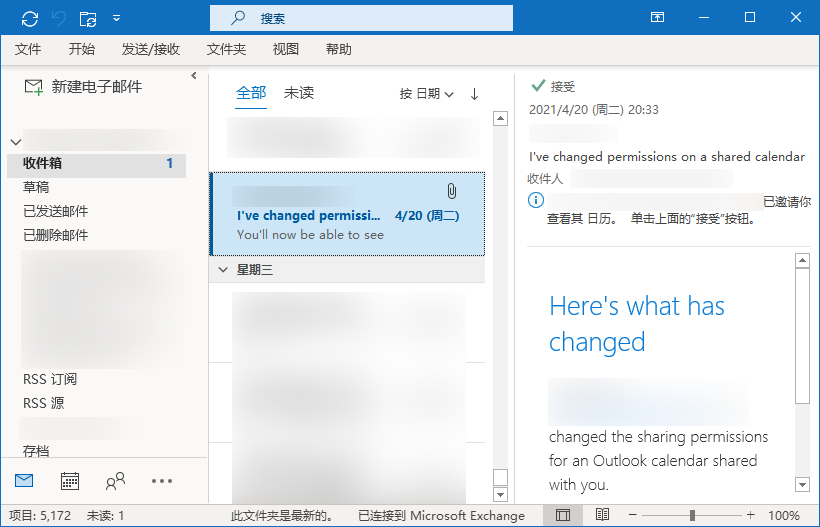 搜索
文件 开始 发送/接收 文件夹 视图 帮助
新建电子邮件
收件箱 1
草稿
已发送邮件
已删除邮件
RSS 订阅
RSS 源
存档
全部 未读 按 日期
I've changed permissi... 4/20 (周二)
You'll now be able to see
星期三
接受
2021/4/20 (周二) 20:33
I've changed permissions on a shared calendar
收件人
已邀请你
查看其 日历。 单击上面的“接受”按钮。
Here's what has
changed
changed the sharing permissions
for an Outlook calendar shared
with you.
项目: 5,172 未读: 1 此文件夹是最新的。 已连接到 Microsoft Exchange 100%